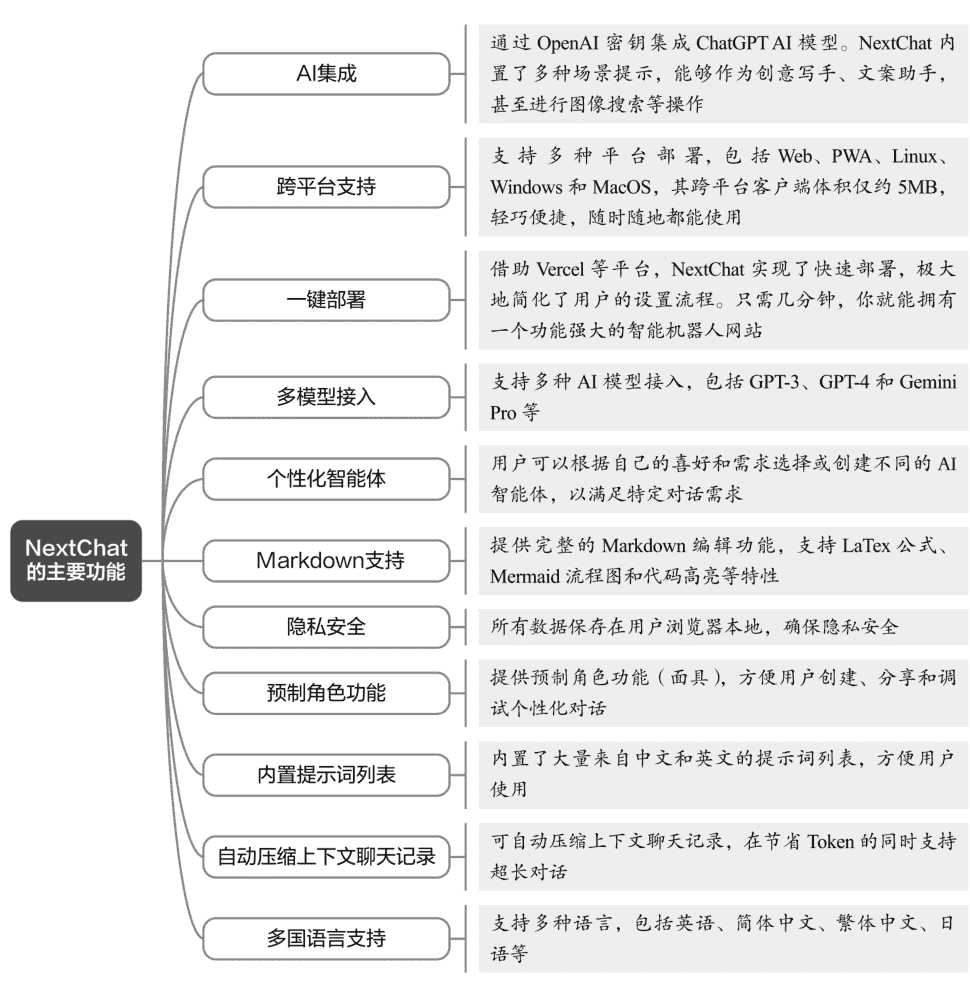 NextChat
的主要功能
AI集成
通过 OpenAI 密钥集成 ChatGPT AI 模型。NextChat 内
置了多种场景提示，能够作为创意写手、文案助手，
甚至进行图像搜索等操作
跨平台支持
支持多种平台部署，包括 Web、PWA、Linux、
Windows 和 MacOS，其跨平台客户端体积仅约 5MB，
轻巧便捷，随时随地都能使用
一键部署
借助 Vercel 等平台，NextChat 实现了快速部署，极大
地简化了用户的设置流程。只需几分钟，你就能拥有
一个功能强大的智能机器人网站
多模型接入
支持多种 AI 模型接入，包括 GPT-3、GPT-4 和 Gemini
Pro 等
个性化智能体
用户可以根据自己的喜好和需求选择或创建不同的 AI
智能体，以满足特定对话需求
Markdown支持
提供完整的 Markdown 编辑功能，支持 LaTex 公式、
Mermaid 流程图和代码高亮等特性
隐私安全
所有数据保存在用户浏览器本地，确保隐私安全
预制角色功能
提供预制角色功能（面具），方便用户创建、分享和调
试个性化对话
内置提示词列表
内置了大量来自中文和英文的提示词列表，方便用户
使用
自动压缩上下文聊天记录
可自动压缩上下文聊天记录，在节省 Token 的同时支持
超长对话
多国语言支持
支持多种语言，包括英语、简体中文、繁体中文、日
语等